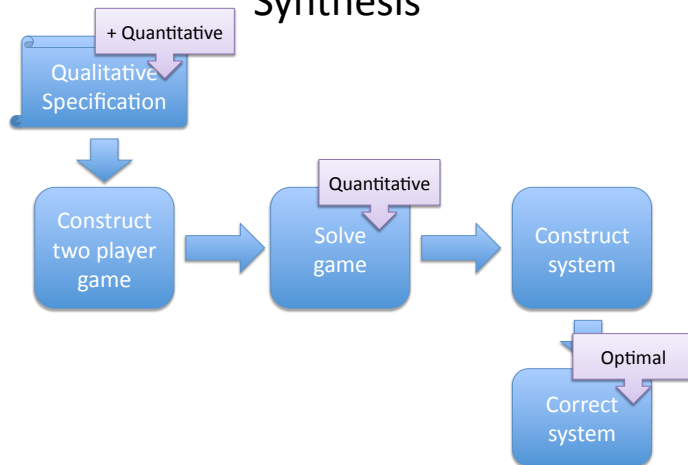 Synthesis
+ Quantitative
Qualitative
Specification
Construct
two player
game
Quantitative
Solve
game
Construct
system
Optimal
Correct
system